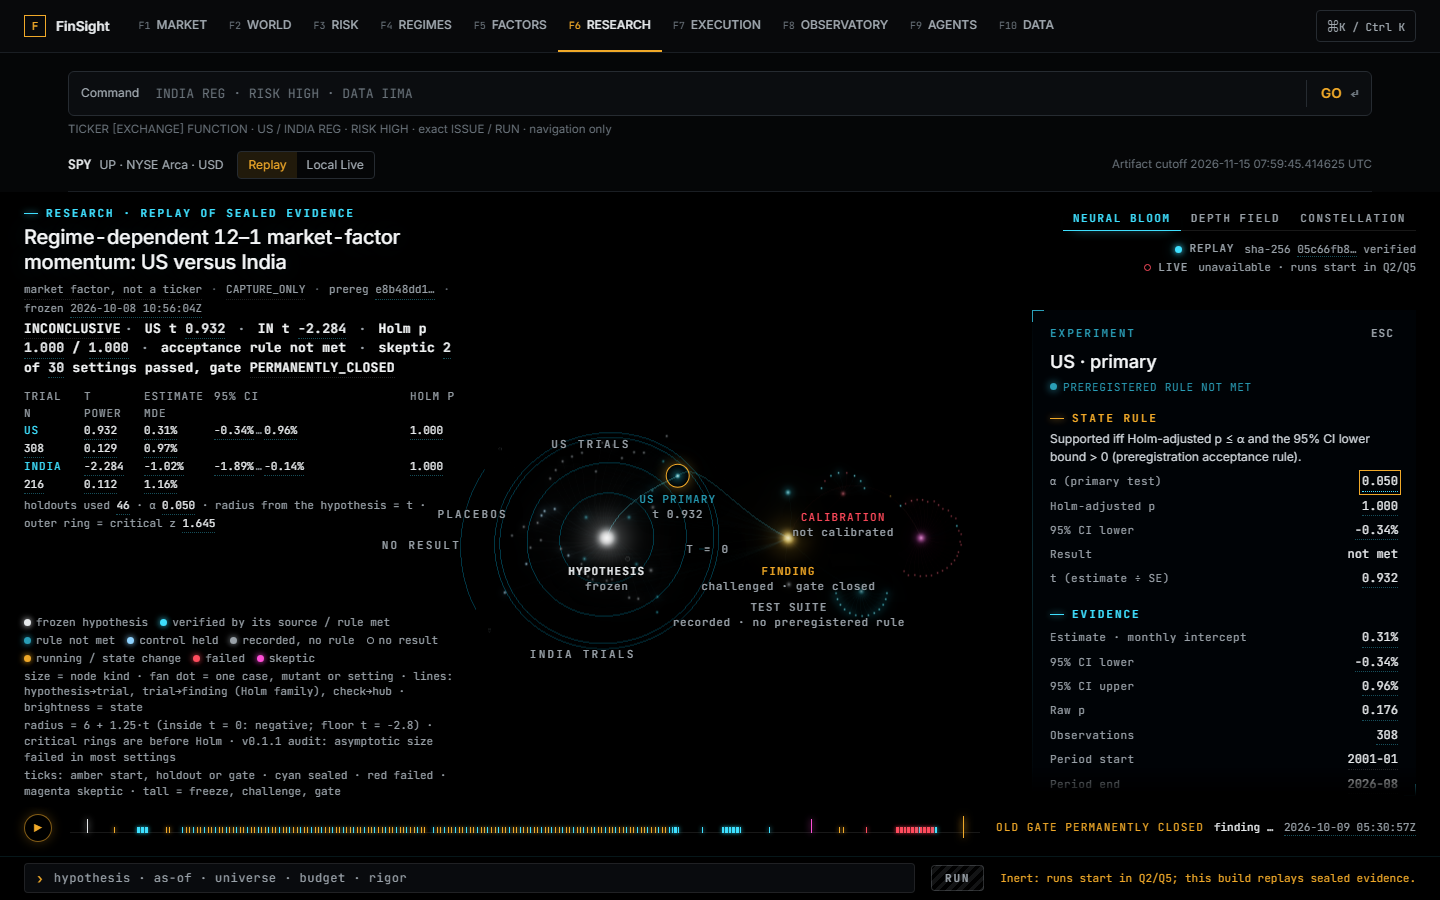 F FinSight F1 MARKET F2 WORLD F3 RISK F4 REGIMES F5 FACTORS F6 RESEARCH F7 EXECUTION F8 OBSERVATORY F9 AGENTS F10 DATA ⌘K / Ctrl K
Command INDIA REG · RISK HIGH · DATA IIMA GO ⏎
TICKER [EXCHANGE] FUNCTION · US / INDIA REG · RISK HIGH · exact ISSUE / RUN · navigation only
SPY UP · NYSE Arca · USD Replay Local Live Artifact cutoff 2026-11-15 07:59:45.414625 UTC
RESEARCH · REPLAY OF SEALED EVIDENCE
Regime-dependent 12–1 market-factor
momentum: US versus India
market factor, not a ticker · CAPTURE_ONLY · prereg e8b48dd1… ·
frozen 2026-10-08 10:56:04Z
INCONCLUSIVE · US t 0.932 · IN t -2.284 · Holm p
1.000 / 1.000 · acceptance rule not met · skeptic 2
of 30 settings passed, gate PERMANENTLY_CLOSED
TRIAL T ESTIMATE 95% CI HOLM P
N POWER MDE
US 0.932 0.31% -0.34%…0.96% 1.000
308 0.129 0.97%
INDIA -2.284 -1.02% -1.89%…-0.14% 1.000
216 0.112 1.16%
holdouts used 46 · α 0.050 · radius from the hypothesis = t ·
outer ring = critical z 1.645
US TRIALS
US PRIMARY
t 0.932
PLACEBOS
NO RESULT
T = 0
CALIBRATION
not calibrated
HYPOTHESIS
frozen
FINDING
challenged · gate closed
TEST SUITE
recorded · no preregistered rule
INDIA TRIALS
frozen hypothesis verified by its source / rule met
rule not met control held recorded, no rule no result
running / state change failed skeptic
size = node kind · fan dot = one case, mutant or setting · lines:
hypothesis→trial, trial→finding (Holm family), check→hub ·
brightness = state
radius = 6 + 1.25·t (inside t = 0: negative; floor t = -2.8) ·
critical rings are before Holm · v0.1.1 audit: asymptotic size
failed in most settings
ticks: amber start, holdout or gate · cyan sealed · red failed ·
magenta skeptic · tall = freeze, challenge, gate
NEURAL BLOOM DEPTH FIELD CONSTELLATION
REPLAY sha-256 05c66fb8… verified
LIVE unavailable · runs start in Q2/Q5
EXPERIMENT ESC
US · primary
PREREGISTERED RULE NOT MET
STATE RULE
Supported iff Holm-adjusted p ≤ α and the 95% CI lower
bound > 0 (preregistration acceptance rule).
α (primary test) 0.050
Holm-adjusted p 1.000
95% CI lower -0.34%
Result not met
t (estimate ÷ SE) 0.932
EVIDENCE
Estimate · monthly intercept 0.31%
95% CI lower -0.34%
95% CI upper 0.96%
Raw p 0.176
Observations 308
Period start 2001-01
Period end 2026-08
OLD GATE PERMANENTLY CLOSED finding … 2026-10-09 05:30:57Z
› hypothesis · as-of · universe · budget · rigor RUN Inert: runs start in Q2/Q5; this build replays sealed evidence.